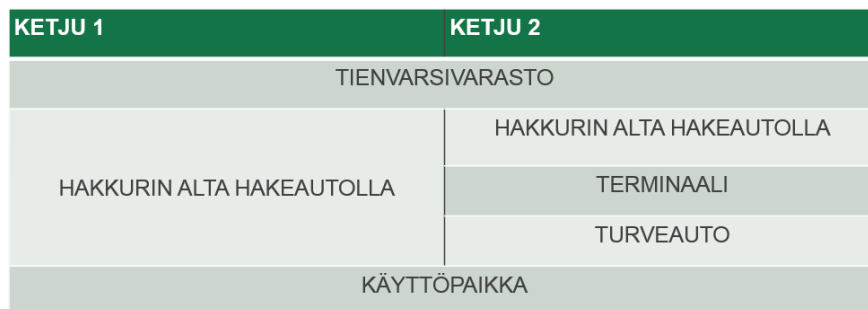 KETJU 1
KETJU 2
TIENVARSIVARASTO
HAKKURIN ALTA HAKEAUTOLLA
HAKKURIN ALTA HAKEAUTOLLA
TERMINAALI
TURVEAUTO
KÄYTTÖPAIKKA